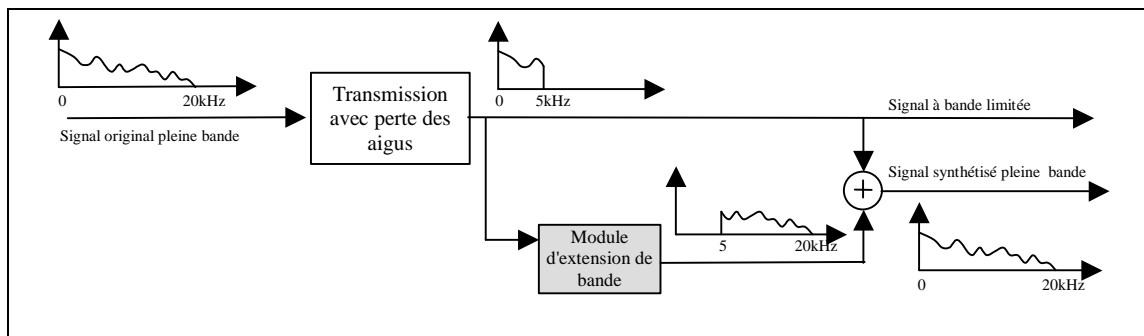 0
20kHz
Signal original pleine bande
Transmission
avec perte des
aigus
0
5kHz
Signal à bande limitée
Signal synthétisé pleine bande
+
5
20kHz
Module
d'extension de
bande
0
20kHz